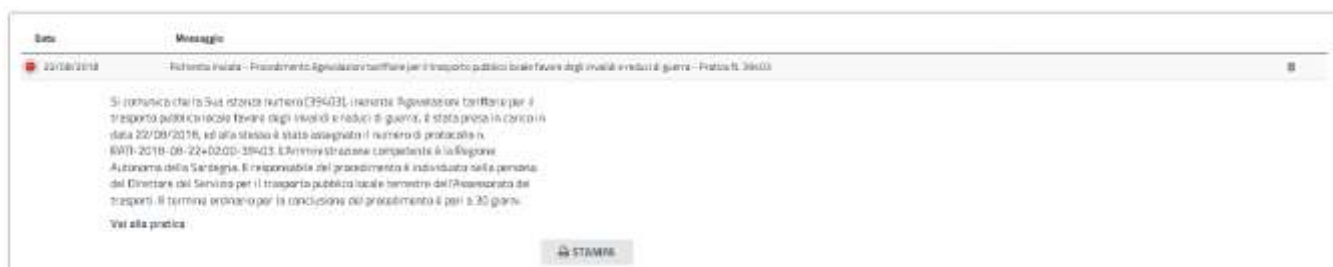 Data Messaggio
22/08/2018 Richiesta inviata - Procedimento Agevolazioni tariffarie per il trasporto pubblico locale favore degli invalidi e reduci di guerra - Pratica N. 39403
Si comunica che la Sua istanza numero [39403], inerente Agevolazioni tariffarie per il
trasporto pubblico locale favore degli invalidi e reduci di guerra, è stata presa in carico in
data 22/08/2018, ed alla stessa è stato assegnato il numero di protocollo n.
2018-08-22+02:00-39403. L'Amministrazione competente è la Regione
Autonoma della Sardegna. Il responsabile del procedimento è individuato nella persona
del Direttore del Servizio per il trasporto pubblico locale terrestre dell'Assessorato dei
trasporti. Il termine ordinario per la conclusione del procedimento è pari a 30 giorni.
Vai alla pratica
STAMPA